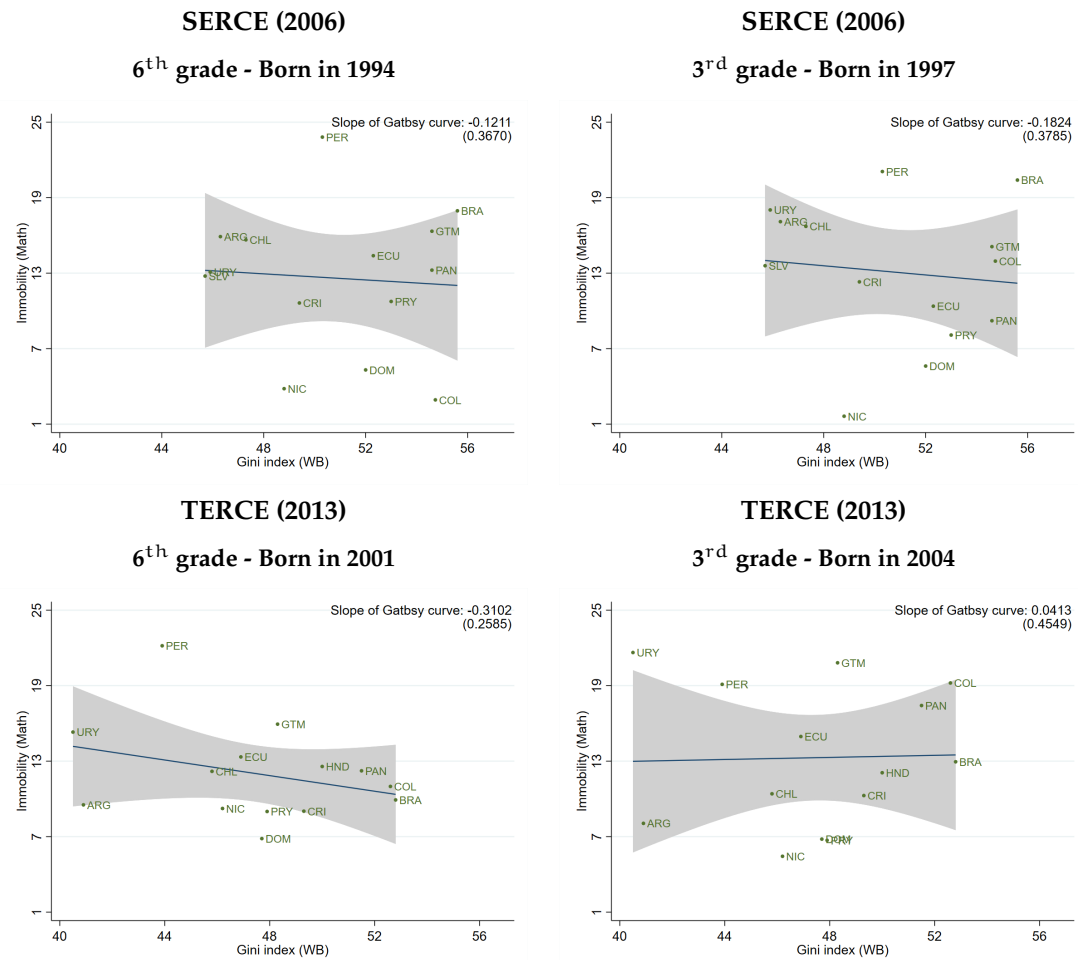 SERCE (2006)
6th grade - Born in 1994
Slope of Gatbsy curve: -0.1211
(0.3670)
25
19
13
7
1
Immobility (Math)
PER
BRA
GTM
ARG
CHL
ECU
PAN
URY
SLV
CRI
PRY
DOM
NIC
COL
40
44
48
52
56
Gini index (WB)
SERCE (2006)
3rd grade - Born in 1997
Slope of Gatbsy curve: -0.1824
(0.3785)
25
19
13
7
1
Immobility (Math)
PER
BRA
URY
ARG
CHL
GTM
COL
SLV
CRI
ECU
PAN
PRY
DOM
NIC
40
44
48
52
56
Gini index (WB)
TERCE (2013)
6th grade - Born in 2001
Slope of Gatbsy curve: -0.3102
(0.2585)
25
19
13
7
1
Immobility (Math)
PER
GTM
URY
ECU
HND
CHL
PAN
COL
BRA
ARG
NIC
PRY
CRI
DOM
40
44
48
52
56
Gini index (WB)
TERCE (2013)
3rd grade - Born in 2004
Slope of Gatbsy curve: 0.0413
(0.4549)
25
19
13
7
1
Immobility (Math)
URY
GTM
PER
COL
PAN
ECU
BRA
HND
CHL
CRI
ARG
DOM
PRY
NIC
40
44
48
52
56
Gini index (WB)